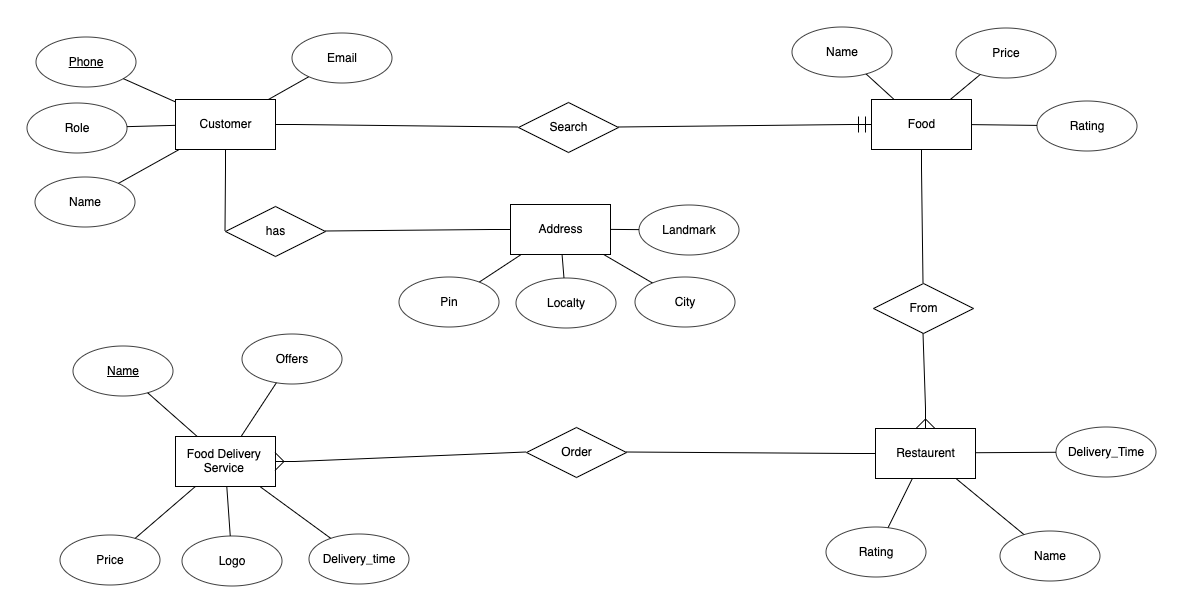 Phone
Email
Name
Price
Role
Customer
Search
Food
Rating
Name
has
Address
Landmark
Pin
Localty
City
From
Name
Offers
Food Delivery
Service
Order
Restaurent
Delivery_Time
Price
Logo
Delivery_time
Rating
Name